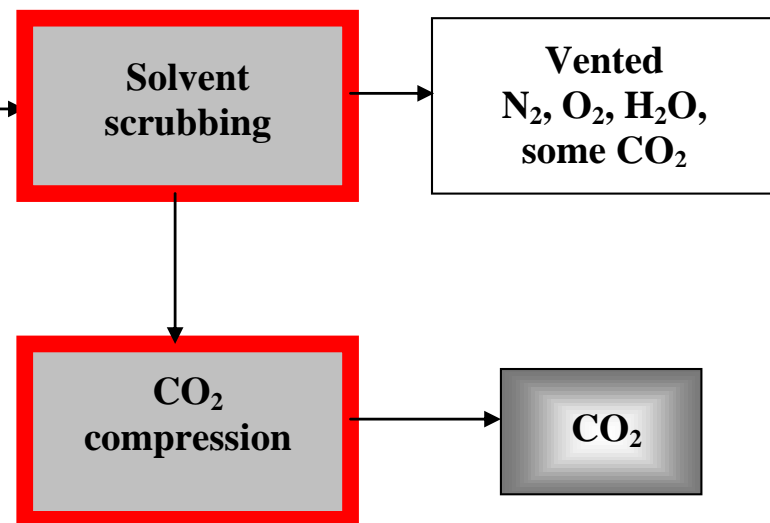 Solvent
scrubbing
Vented
N₂, O₂, H₂O,
some CO₂
CO₂
compression
CO₂